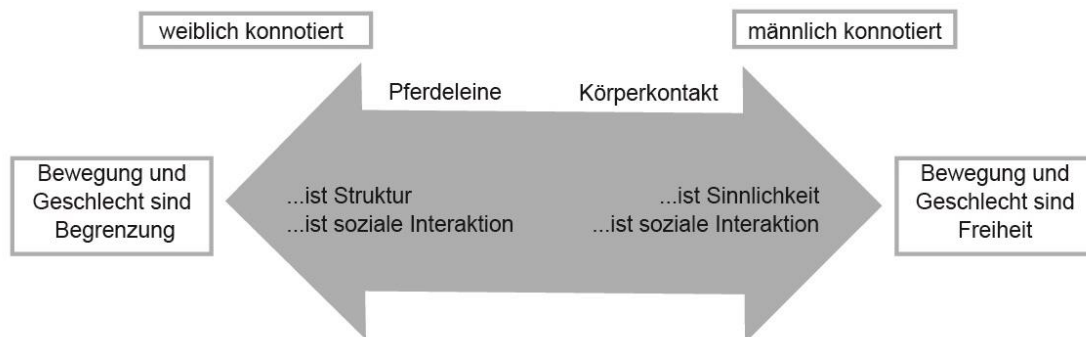 weiblich konnotiert
männlich konnotiert
Pferdeleine
Körperkontakt
Bewegung und
Geschlecht sind
Begrenzung
...ist Struktur
...ist soziale Interaktion
...ist Sinnlichkeit
...ist soziale Interaktion
Bewegung und
Geschlecht sind
Freiheit